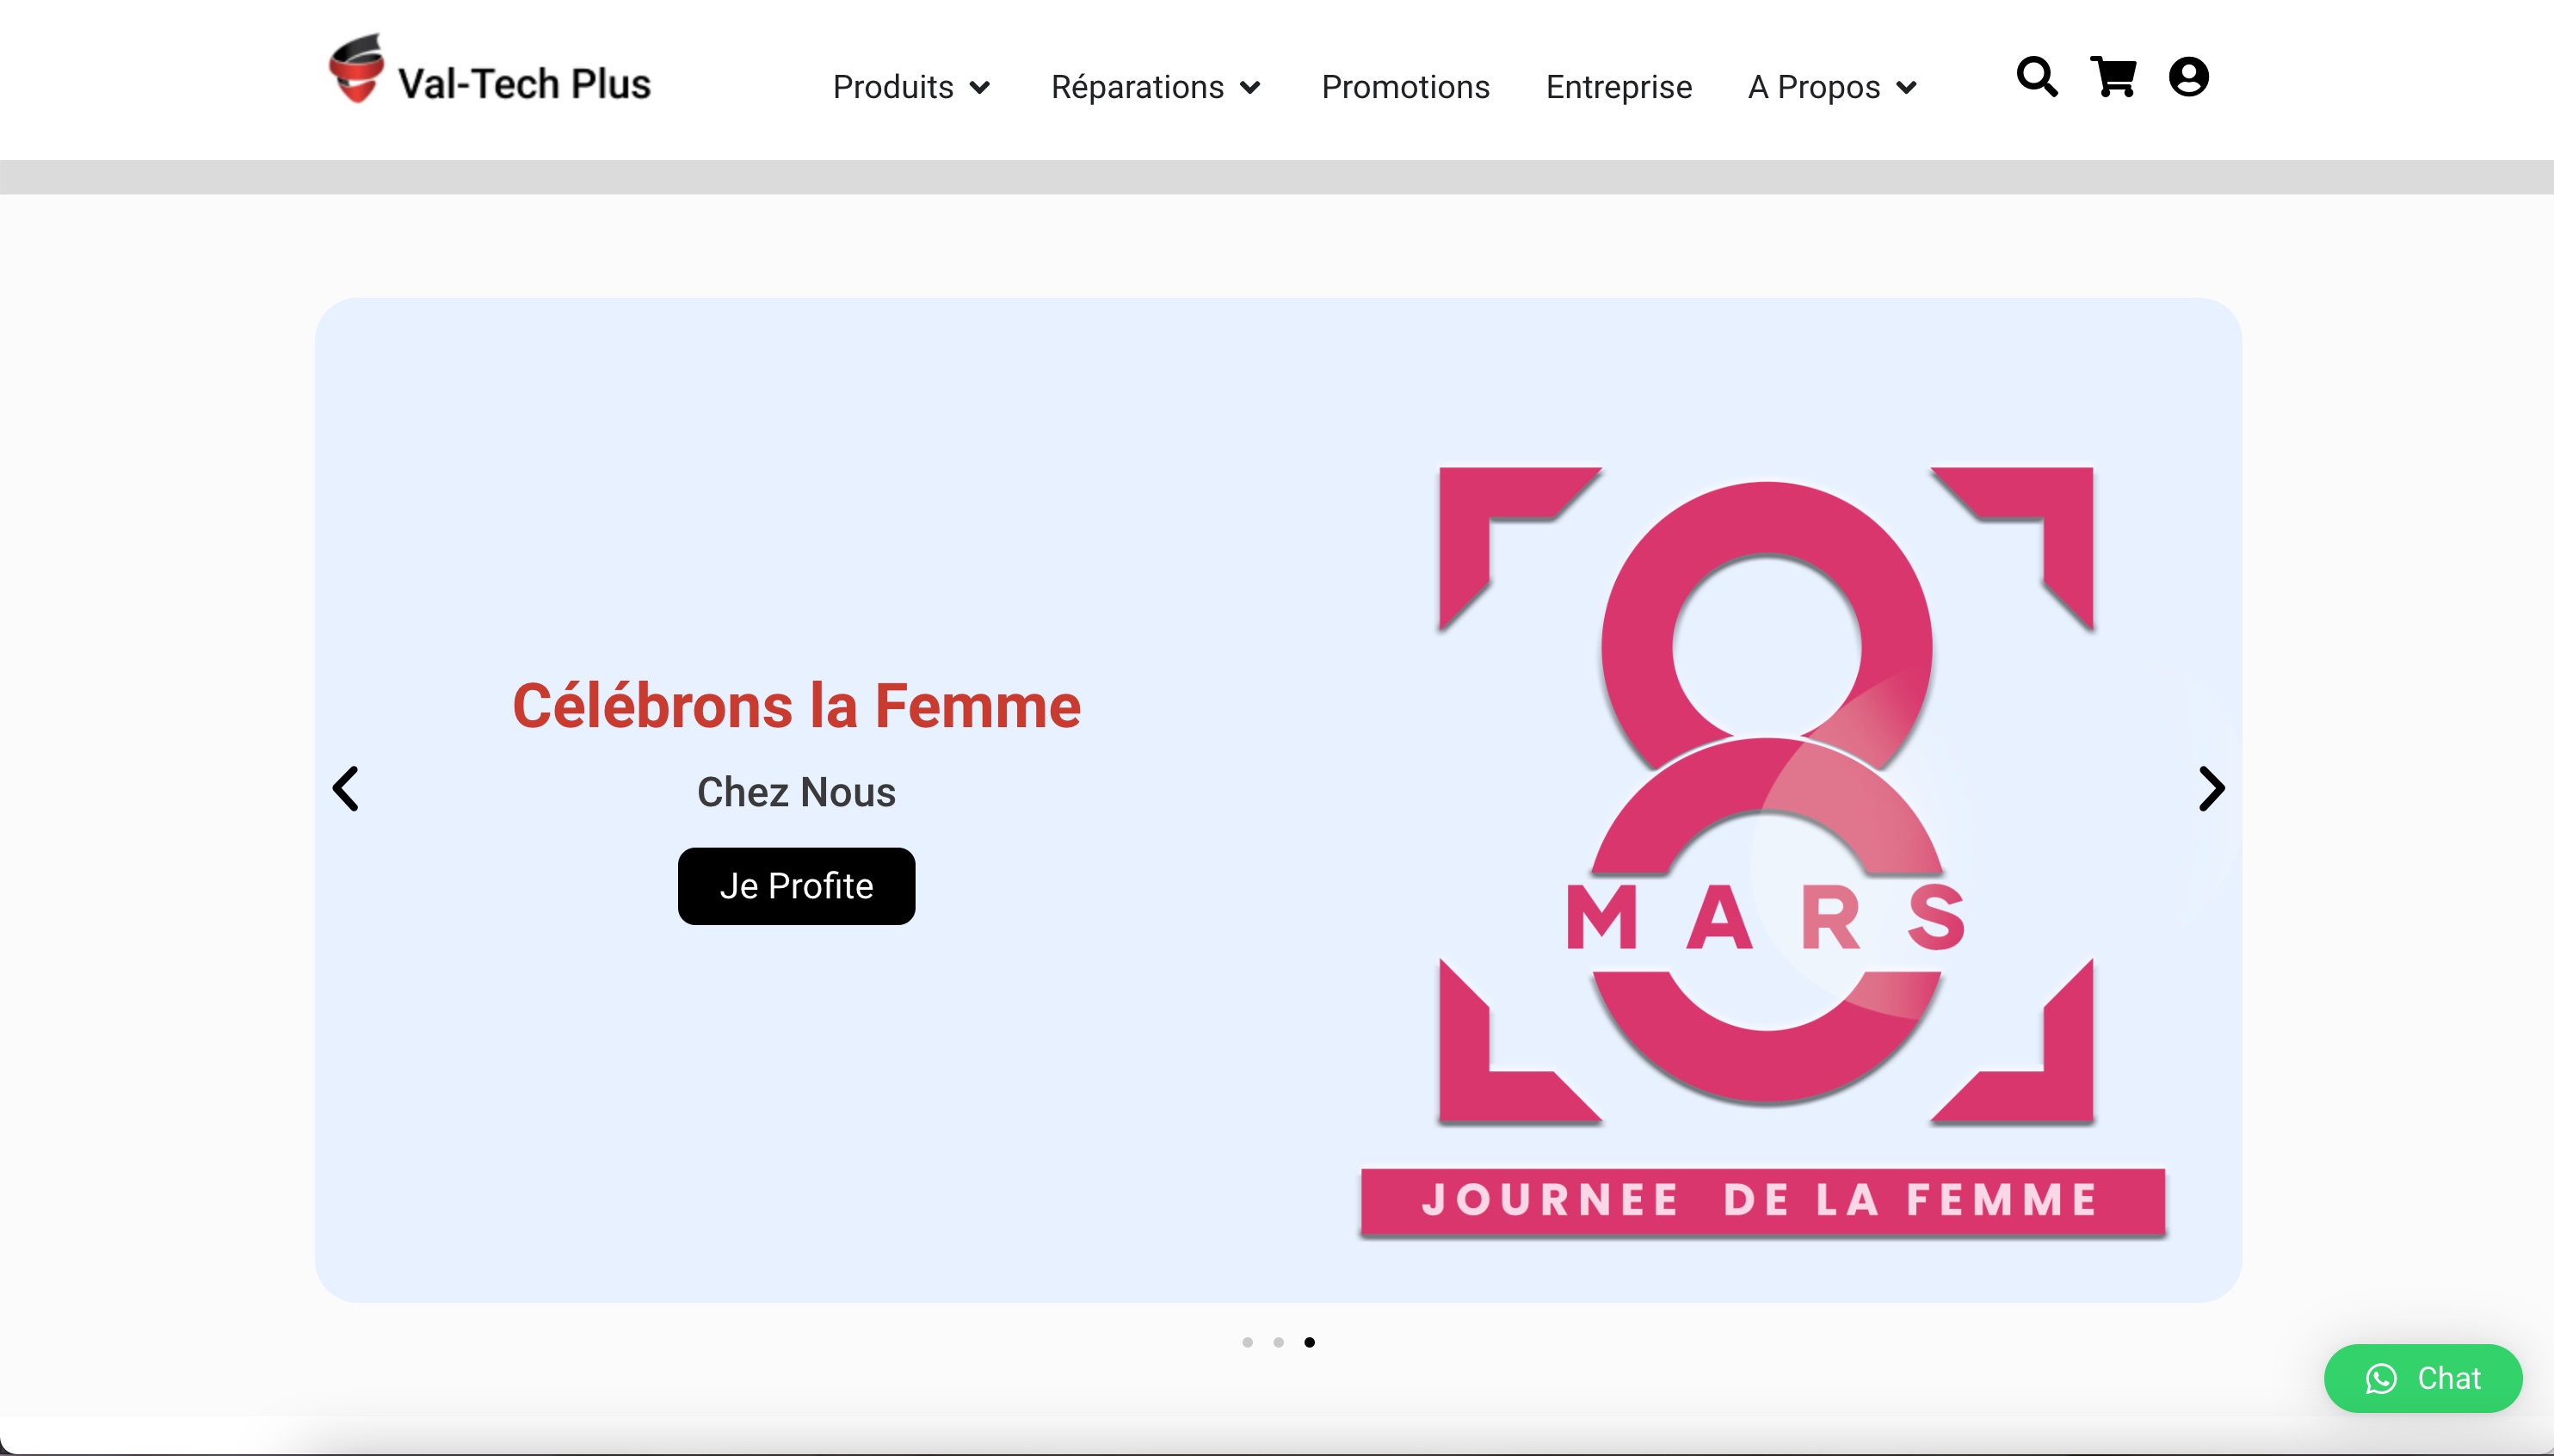 Val-Tech Plus
Produits
Réparations
Promotions
Entreprise
A Propos
Célébrons la Femme
Chez Nous
Je Profite
8
MARS
JOURNEE DE LA FEMME
Chat